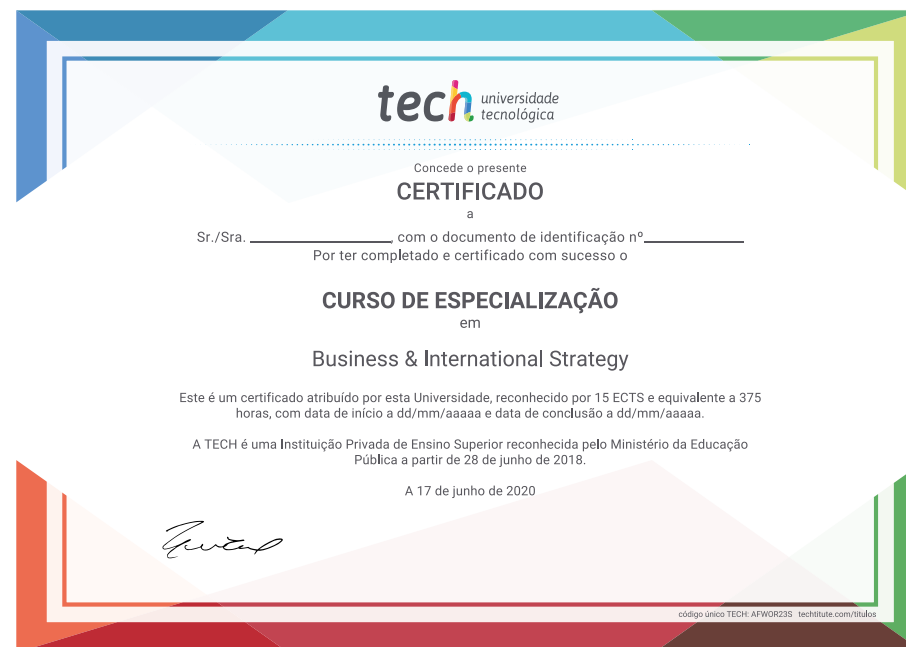 tech universidade
tecnológica
Concede o presente
CERTIFICADO
a
Sr./Sra. ________________, com o documento de identificação nº____________
Por ter completado e certificado com sucesso o
CURSO DE ESPECIALIZAÇÃO
em
Business & International Strategy
Este é um certificado atribuído por esta Universidade, reconhecido por 15 ECTS e equivalente a 375
horas, com data de início a dd/mm/aaaaa e data de conclusão a dd/mm/aaaaa.
A TECH é uma Instituição Privada de Ensino Superior reconhecida pelo Ministério da Educação
Pública a partir de 28 de junho de 2018.
A 17 de junho de 2020
código único TECH: AFWOR23S techtitute.com/titulos